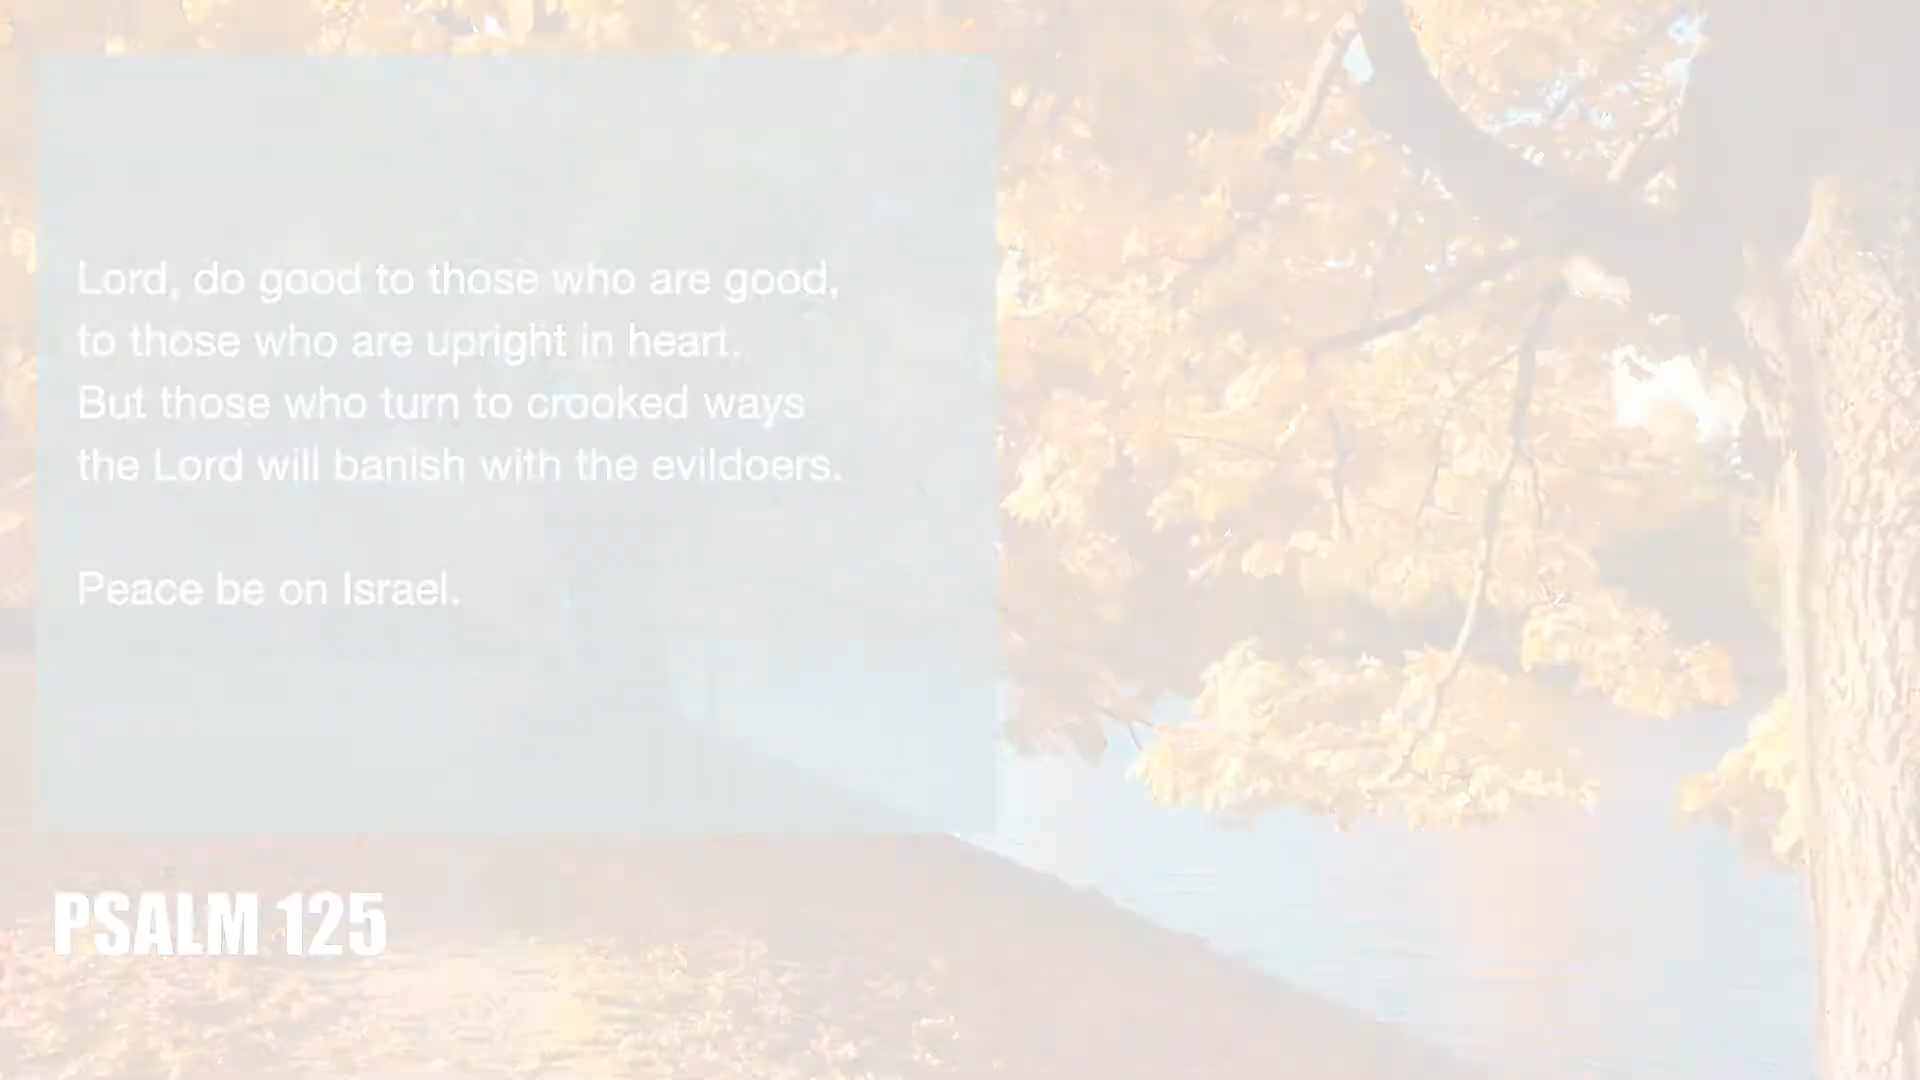 Lord, do good to those who are good,
to those who are upright in heart.
But those who turn to crooked ways
the Lord will banish with the evildoers.
Peace be on Israel.
PSALM 125